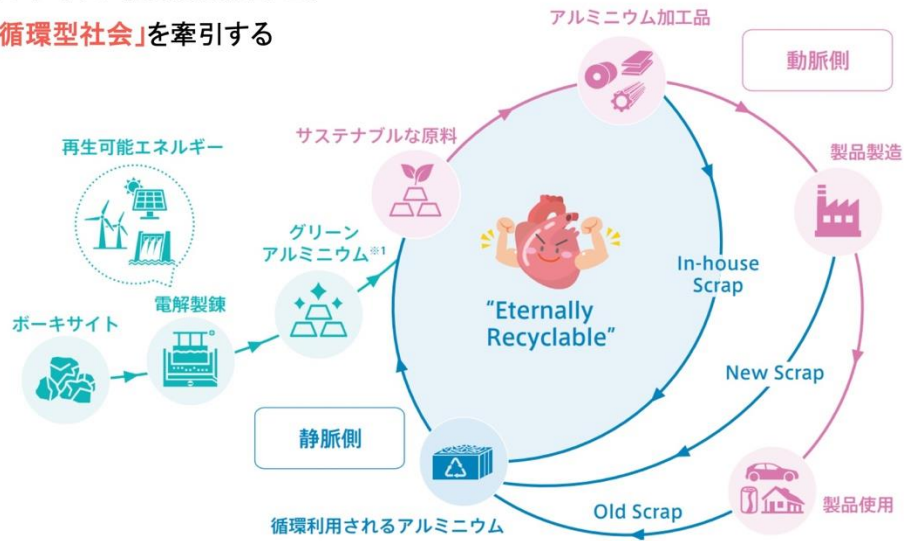 循環型社会」を牽引する
アルミニウム加工品
動脈側
サステナブルな原料
再生可能エネルギー
製品製造
グリーン
アルミニウム※1
In-house
Scrap
電解製錬
"Eternally
Recyclable"
ボーキサイト
New Scrap
静脈側
Old Scrap
製品使用
循環利用されるアルミニウム